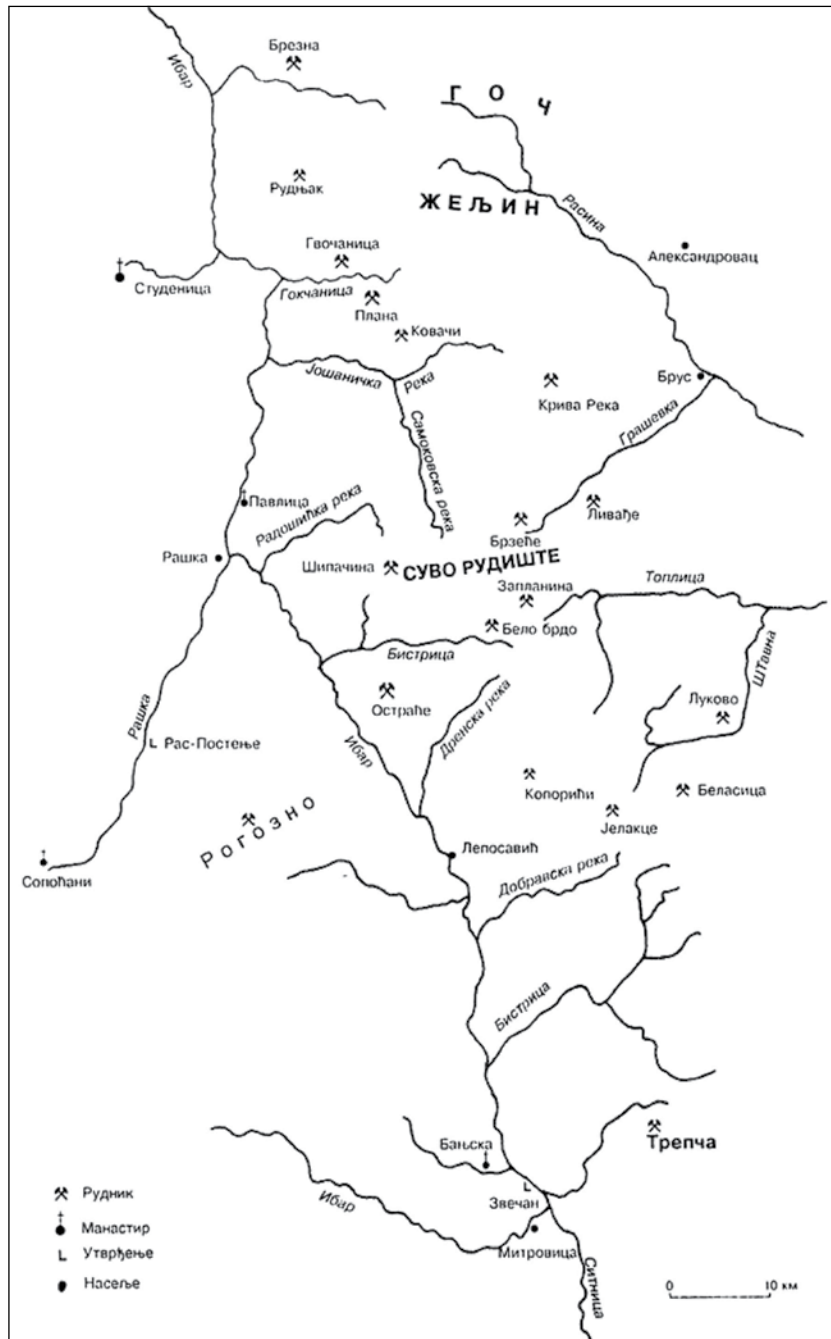 Брезна
Ибар
ГОЧ
Рудњак
ЖЕЉИН
Расина
Александровац
Гвочаница
Студеница
Гокчаница
Плана
Ковачи
Јошаничка
Река
Крива Река
Брус
Самоковска река
Грашевка
Павлица
Радошићка река
Ливађе
Брзеће
Рашка
Шипачина
СУВО РУДИШТЕ
Запланина
Топлица
Бело брдо
Бистрица
Штавна
Остраће
Луково
Дренска река
Рашка
Рас-Постење
Ибар
Копорићи
Беласица
Јелакце
Рогозно
Лепосавић
Сопоћани
Добравска река
Бистрица
Трепча
Бањска
Ибар
Звечан
Митровица
Ситница
Рудник
Манастир
Утврђење
Насеље
0 10 км